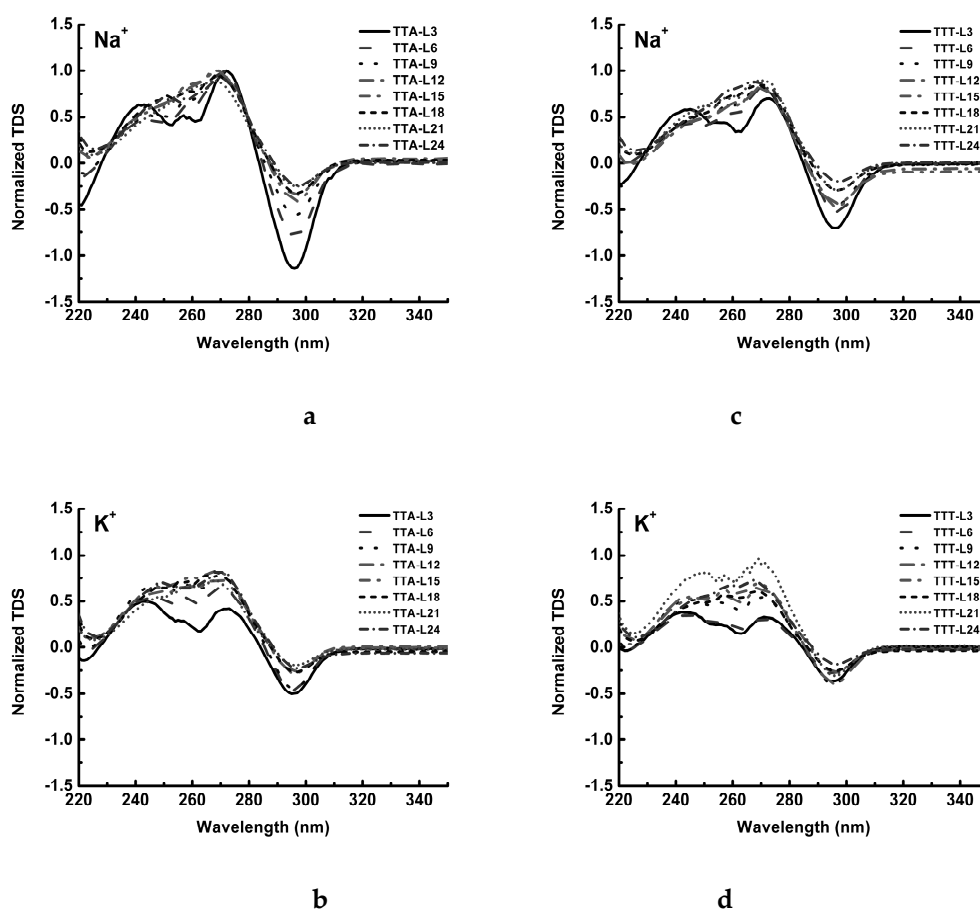 Na+
Normalized TDS
1.5
1.0
0.5
0.0
-0.5
-1.0
-1.5
220 240 260 280 300 320 340
Wavelength (nm)
TTA-L3
TTA-L6
TTA-L9
TTA-L12
TTA-L15
TTA-L18
TTA-L21
TTA-L24
a
Na+
Normalized TDS
1.5
1.0
0.5
0.0
-0.5
-1.0
-1.5
220 240 260 280 300 320 340
Wavelength (nm)
TTT-L3
TTT-L6
TTT-L9
TTT-L12
TTT-L15
TTT-L18
TTT-L21
TTT-L24
c
K+
Normalized TDS
1.5
1.0
0.5
0.0
-0.5
-1.0
-1.5
220 240 260 280 300 320 340
Wavelength (nm)
TTA-L3
TTA-L6
TTA-L9
TTA-L12
TTA-L15
TTA-L18
TTA-L21
TTA-L24
b
K+
Normalized TDS
1.5
1.0
0.5
0.0
-0.5
-1.0
-1.5
220 240 260 280 300 320 340
Wavelength (nm)
TTT-L3
TTT-L6
TTT-L9
TTT-L12
TTT-L15
TTT-L18
TTT-L21
TTT-L24
d